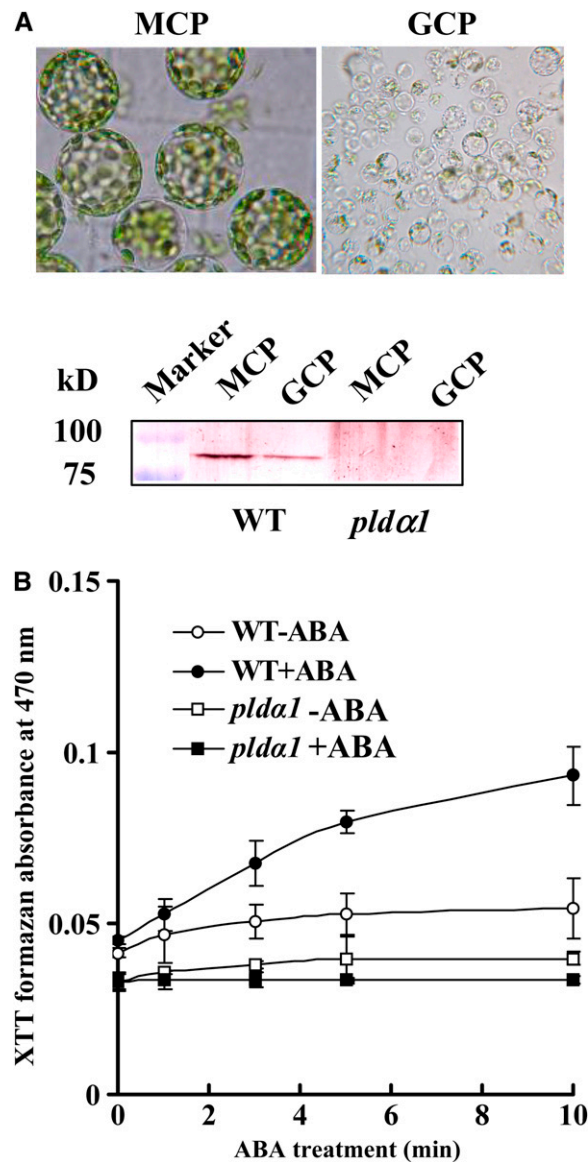 A
MCP
GCP
kD
Marker
MCP
GCP
MCP
GCP
100
75
WT
pldα1
B
0.15
0.1
0.05
0
XTT formazan absorbance at 470 nm
WT-ABA
WT+ABA
pldα1 -ABA
pldα1 +ABA
0 2 4 6 8 10
ABA treatment (min)